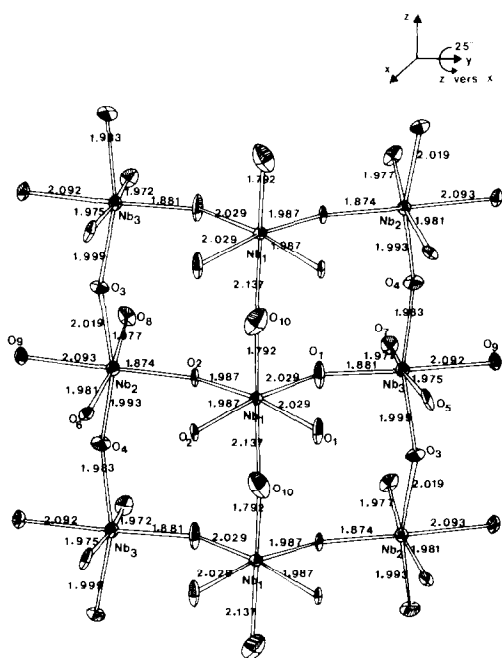 z
25°
x
y
z vers x
1.983
1.792
1.977
2.019
2.092
1.972
1.881
2.029
1.987
1.874
2.093
1.975
Nb3
2.029
1.987
Nb2
1.981
1.999
Nb1
1.993
2.137
O3
O4
2.019
O8
O10
1.983
1.977
1.792
O7
O9
O9
2.093
1.874
O2
O1
1.881
1.97
2.092
Nb2
1.987
2.029
Nb3
1.975
1.981
1.987
2.029
O5
O6
1.993
O2
Nb1
O1
1.995
2.137
O4
O3
1.983
O10
2.019
1.792
1.977
2.092
1.972
1.881
2.029
1.987
1.874
2.093
1.975
Nb3
Nb2
1.981
2.028
Nb1
1.987
1.999
1.993
2.137